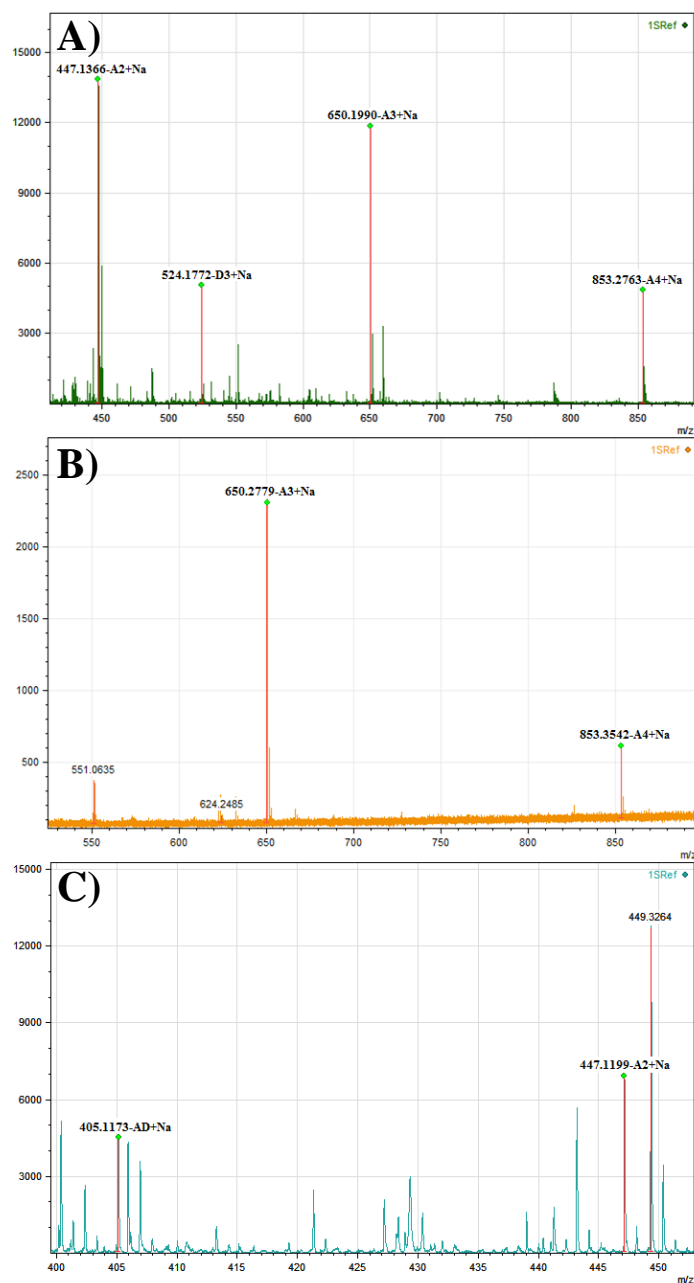 A)
1SRef
15000
447.1366-A2+Na
12000
650.1990-A3+Na
9000
6000
524.1772-D3+Na
853.2763-A4+Na
3000
450 500 550 600 650 700 750 800 850
m/z
B)
1SRef
2500
650.2779-A3+Na
2000
1500
1000
853.3542-A4+Na
500
551.0635
624.2485
550 600 650 700 750 800 850
m/z
C)
1SRef
15000
449.3264
12000
9000
447.1199-A2+Na
6000
405.1173-AD+Na
3000
0
400 405 410 415 420 425 430 435 440 445 450
m/z